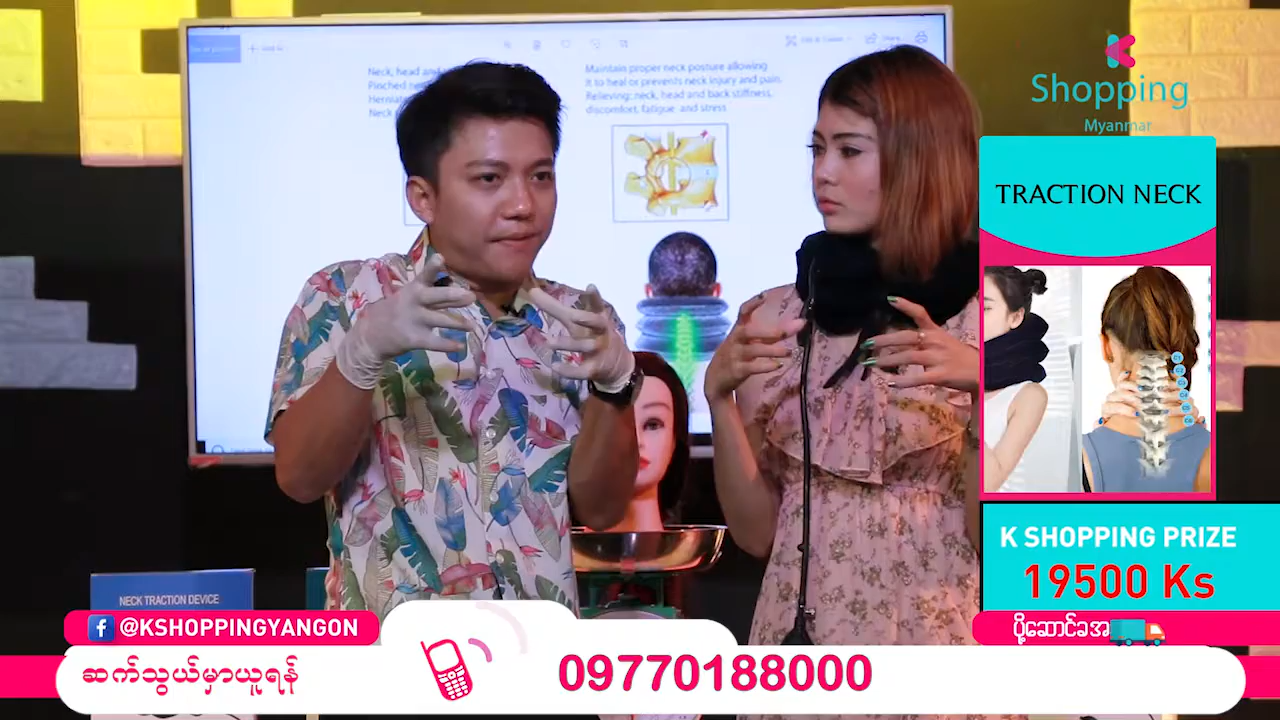 Neck, head and
Pinched
Neck
Maintain proper neck posture allowing
it to heal or prevents neck injury and pain.
Relieving: neck, head and back stiffness,
discomfort, fatigue and stress
Shopping
Myanmar
TRACTION NECK
C1
K SHOPPING PRIZE
19500 Ks
NECK TRACTION DEVICE
@KSHOPPINGYANGON
ပို့ဆောင်ခအ
ဆက်သွယ်မှာယူရန်
09770188000